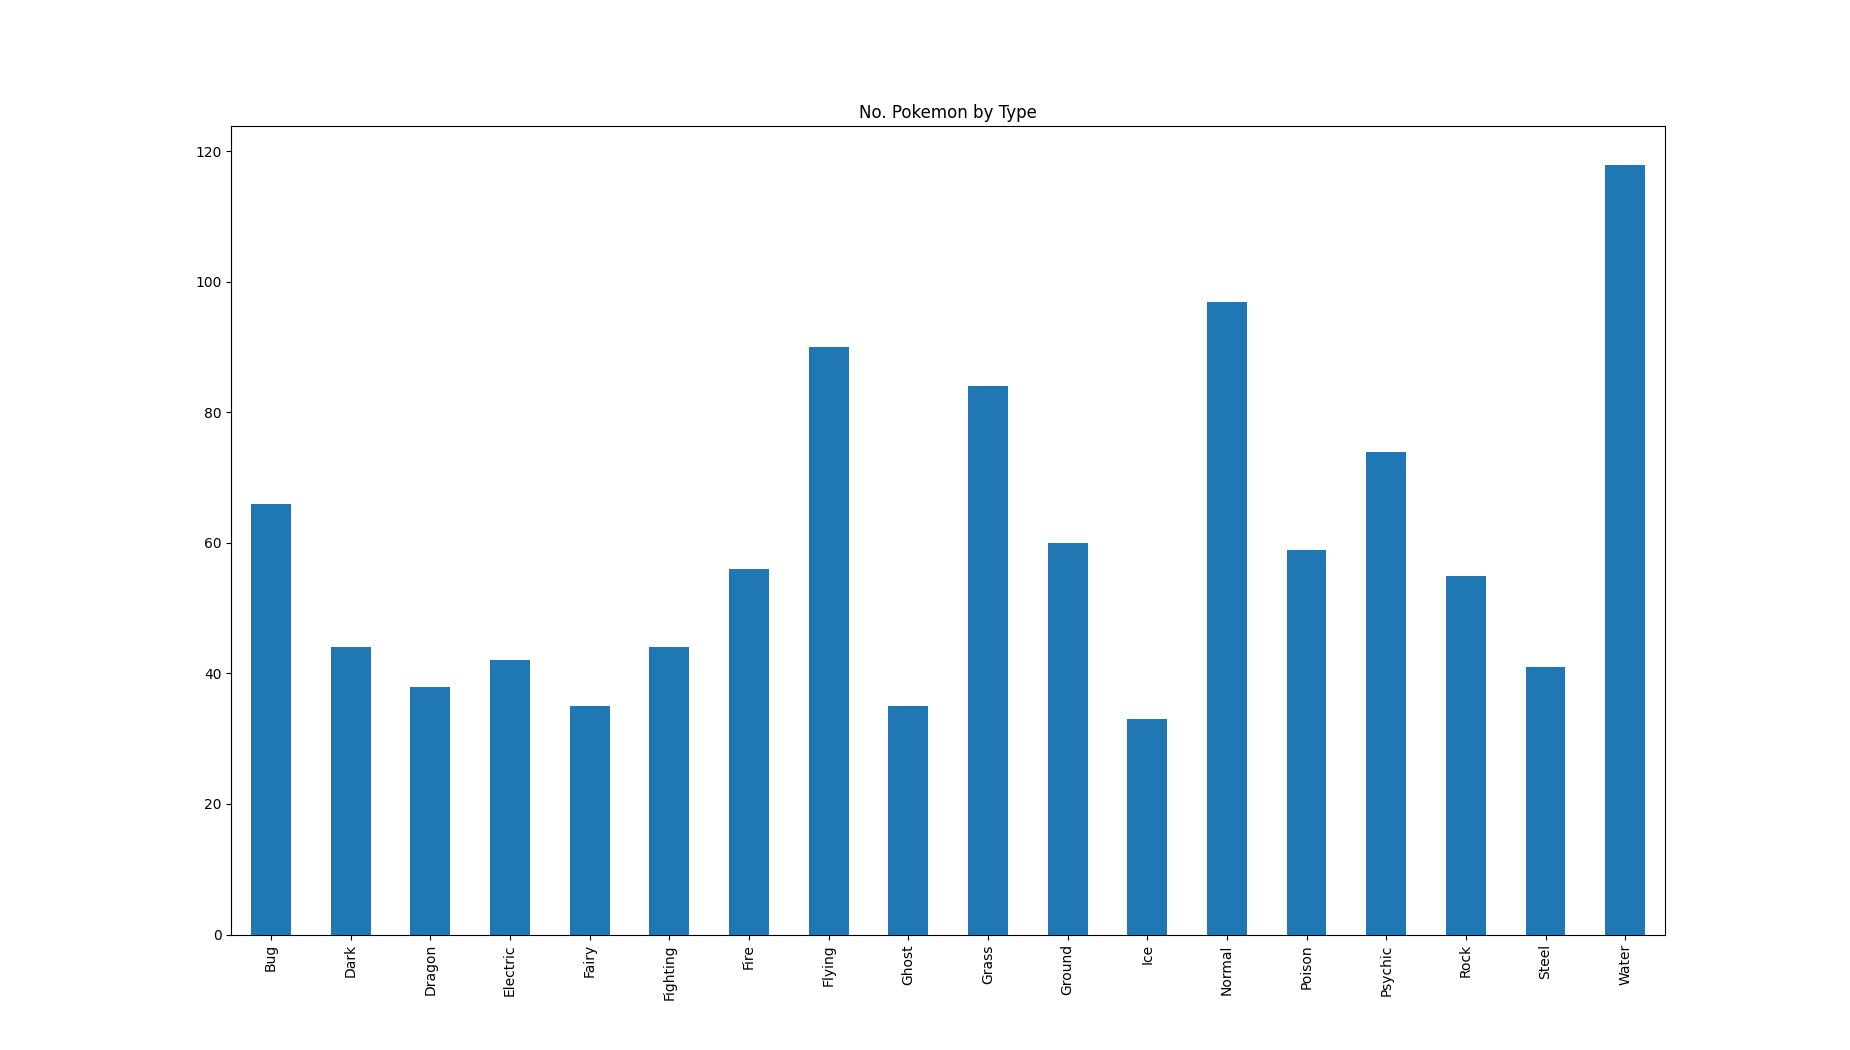 No. Pokemon by Type
120
100
80
60
40
20
0
Bug
Dark
Dragon
Electric
Fairy
Fighting
Fire
Flying
Ghost
Grass
Ground
Ice
Normal
Poison
Psychic
Rock
Steel
Water